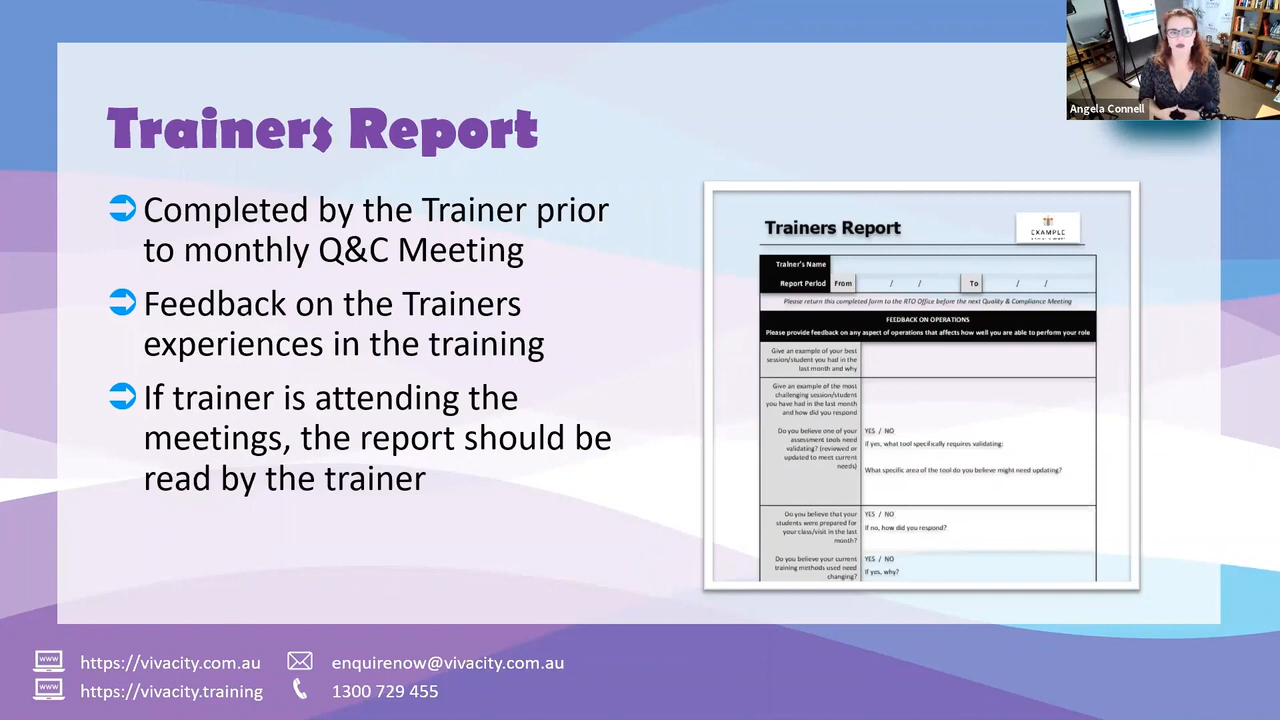 Angela Connell
Trainers Report
Completed by the Trainer prior
to monthly Q&C Meeting
Feedback on the Trainers
experiences in the training
If trainer is attending the
meetings, the report should be
read by the trainer
Trainers Report
EXAMPLE
Trainer's Name
Report Period From / / To / /
Please return this completed form to the RTO Office before the next Quality & Compliance Meeting
FEEDBACK ON OPERATIONS
Please provide feedback on any aspect of operations that affects how well you are able to perform your role
Give an example of your best
session/student you had in the
last month and why
Give an example of the most
challenging session/student
you have had in the last month
and how did you respond
Do you believe one of your
assessment tools need
validating? (reviewed or
updated to meet current
needs)
YES / NO
If yes, what tool specifically requires validating:
What specific area of the tool do you believe might need updating?
Do you believe that your
students were prepared for
your class/visit in the last
month?
YES / NO
If no, how did you respond?
Do you believe your current
training methods used need
changing?
YES / NO
If yes, why?
www https://vivacity.com.au
enquirenow@vivacity.com.au
www https://vivacity.training
1300 729 455